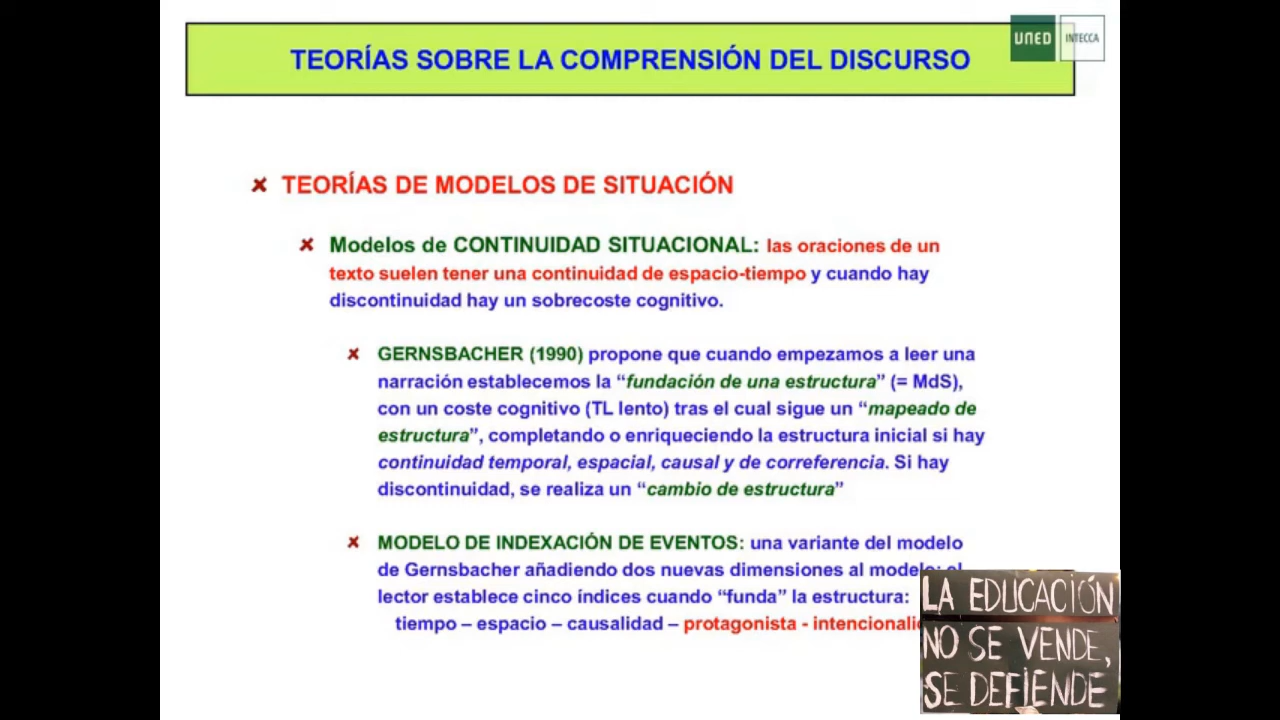 TEORÍAS SOBRE LA COMPRENSIÓN DEL DISCURSO
UNED
INTECCA
TEORÍAS DE MODELOS DE SITUACIÓN
Modelos de CONTINUIDAD SITUACIONAL: las oraciones de un
texto suelen tener una continuidad de espacio-tiempo y cuando hay
discontinuidad hay un sobrecoste cognitivo.
GERNSBACHER (1990) propone que cuando empezamos a leer una
narración establecemos la “fundación de una estructura” (= MdS),
con un coste cognitivo (TL lento) tras el cual sigue un “mapeado de
estructura”, completando o enriqueciendo la estructura inicial si hay
continuidad temporal, espacial, causal y de correferencia. Si hay
discontinuidad, se realiza un “cambio de estructura”
MODELO DE INDEXACIÓN DE EVENTOS: una variante del modelo
de Gernsbacher añadiendo dos nuevas dimensiones al modelo: el
lector establece cinco índices cuando “funda” la estructura:
tiempo – espacio – causalidad – protagonista -
LA EDUCACIÓN
NO SE VENDE,
SE DEFIENDE